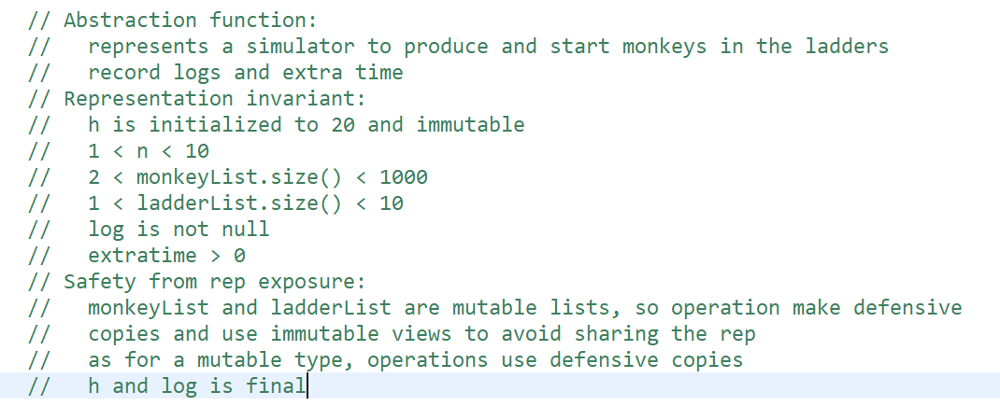 // Abstraction function:
//   represents a simulator to produce and start monkeys in the ladders
//   record logs and extra time
// Representation invariant:
//   h is initialized to 20 and immutable
//   1 < n < 10
//   2 < monkeyList.size() < 1000
//   1 < ladderList.size() < 10
//   log is not null
//   extratime > 0
// Safety from rep exposure:
//   monkeyList and ladderList are mutable lists, so operation make defensive
//   copies and use immutable views to avoid sharing the rep
//   as for a mutable type, operations use defensive copies
//   h and log is final